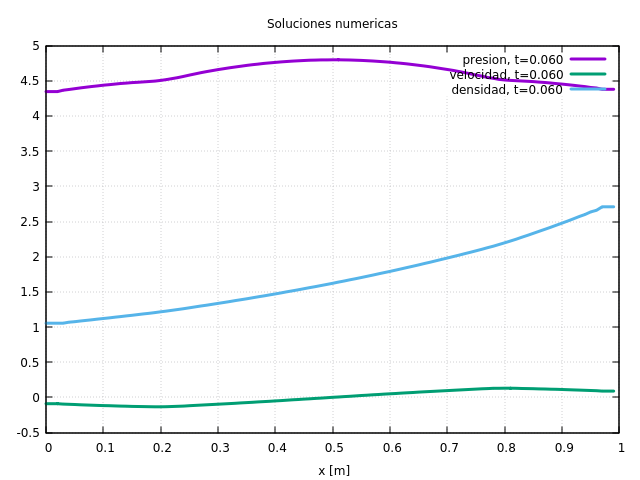 Soluciones numericas
5
4.5
4
3.5
3
2.5
2
1.5
1
0.5
0
-0.5
presion, t=0.060
velocidad, t=0.060
densidad, t=0.060
0 0.1 0.2 0.3 0.4 0.5 0.6 0.7 0.8 0.9 1
x [m]